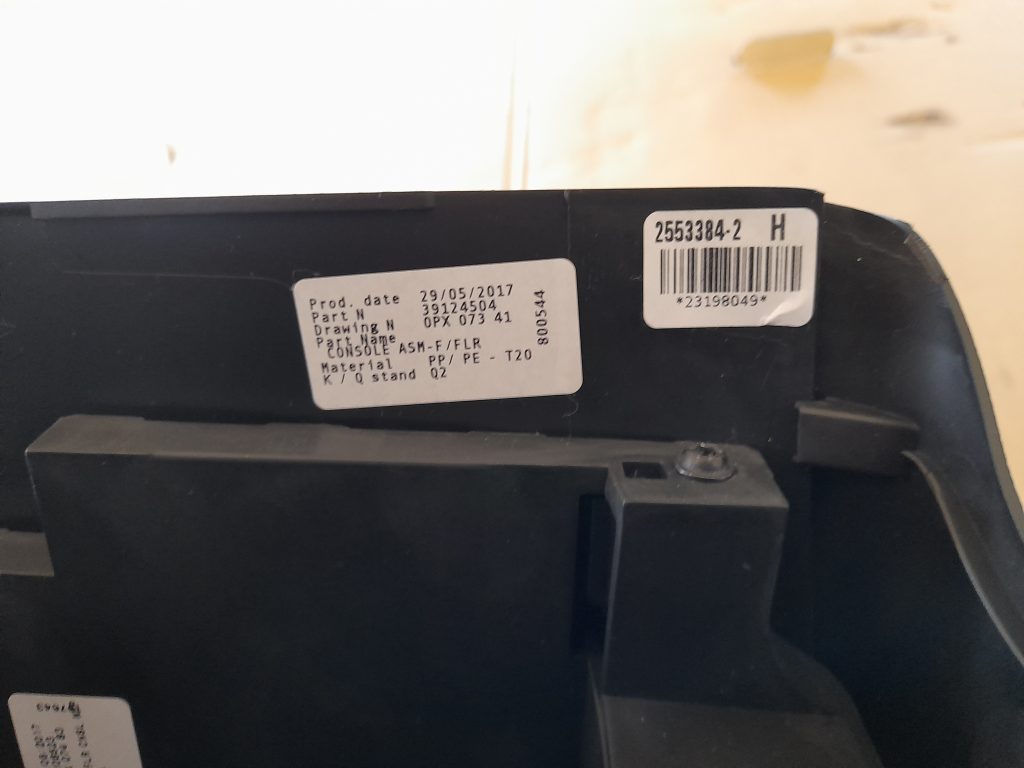 2553384-2 H
*23198049*
Prod. date 29/05/2017
Part N 39124504
Drawing N OPX 073 41
Part Name
CONSOLE ASM-F/FLR
Material PP/ PE - T20
K / Q stand Q2
800544